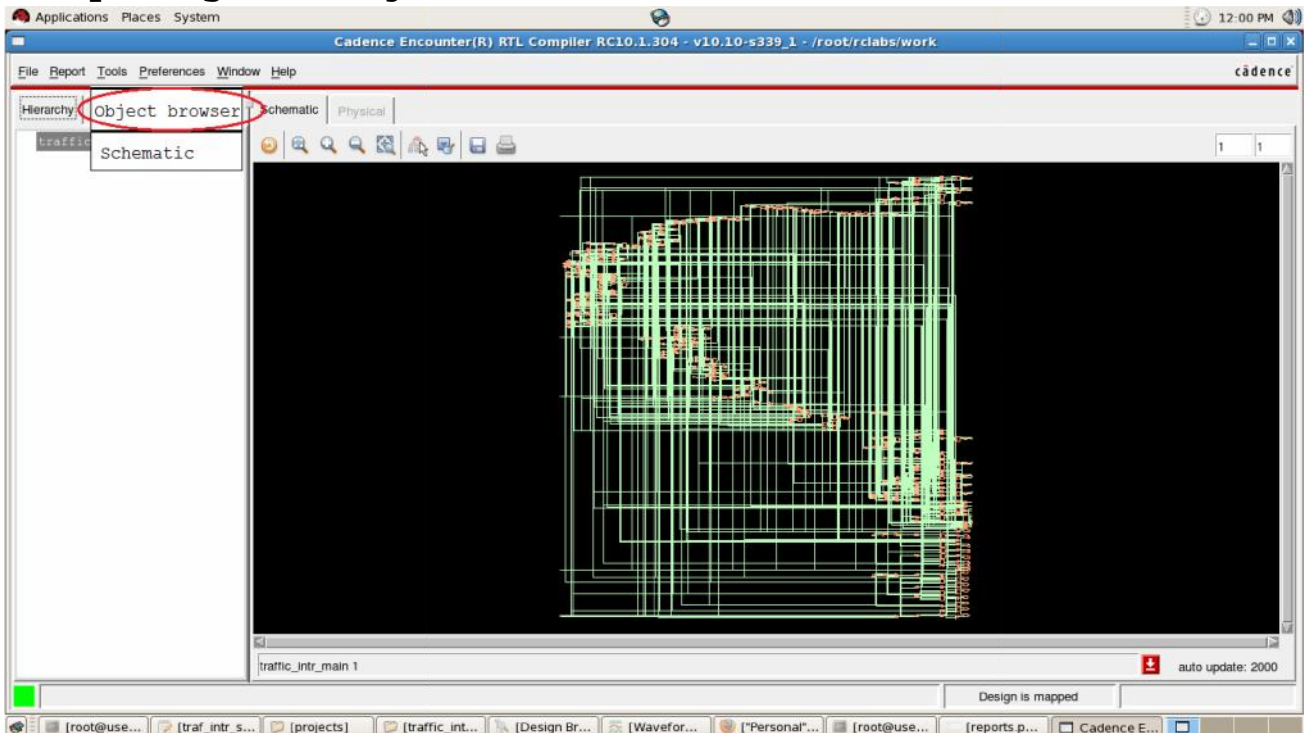 Applications Places System
12:00 PM
Cadence Encounter(R) RTL Compiler RC10.1.304 - v10.10-s339_1 - /root/rclabs/work
File Report Tools Preferences Window Help
cādence
Hierarchy Object browser Schematic Physical
traffic
Schematic
1 1
traffic_intr_main 1
auto update: 2000
Design is mapped
[root@use... [traf_intr_s... [projects] [traffic_int... [Design Br... [Wavefor... ["Personal"... [root@use... [reports p... Cadence E...